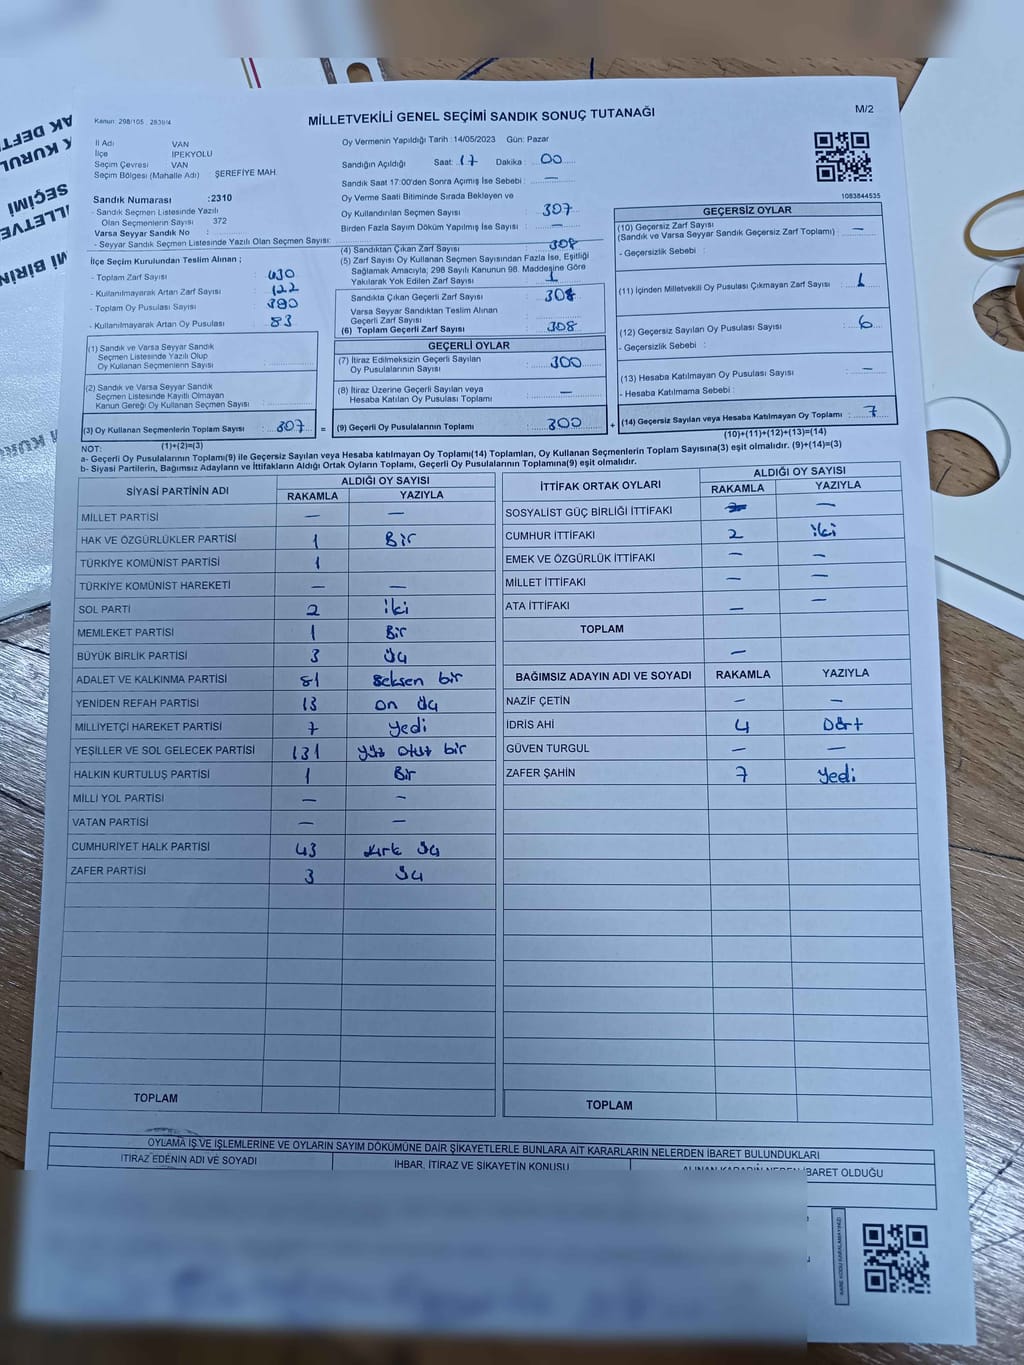 MİLLETVEKİLİ GENEL SEÇİMİ SANDIK SONUÇ TUTANAĞI
M/2
Kanun: 298/105
İl Adı VAN
İlçe İPEKYOLU
Seçim Çevresi VAN
Seçim Bölgesi (Mahalle Adı) ŞEREFİYE MAH.
Oy Vermenin Yapıldığı Tarih : 14/05/2023 Gün: Pazar
Sandığın Açıldığı Saat: 17 Dakika : 00
Sandık Saat 17:00'den Sonra Açımış İse Sebebi : —
Sandık Numarası :2310
- Sandık Seçmen Listesinde Yazılı
Olan Seçmenlerin Sayısı 372
Varsa Seyyar Sandık No :
- Seyyar Sandık Seçmen Listesinde Yazılı Olan Seçmen Sayısı:
Oy Verme Saati Bitiminde Sırada Bekleyen ve
Oy Kullandırılan Seçmen Sayısı : 307
Birden Fazla Sayım Döküm Yapılmış İse Sayısı : —
İlçe Seçim Kurulundan Teslim Alınan ;
- Toplam Zarf Sayısı : 430
- Kullanılmayarak Artan Zarf Sayısı : 122
- Toplam Oy Pusulası Sayısı : 390
- Kullanılmayarak Artan Oy Pusulası : 83
(1) Sandık ve Varsa Seyyar Sandık
Seçmen Listesinde Yazılı Olup
Oy Kullanan Seçmenlerin Sayısı :
(2) Sandık ve Varsa Seyyar Sandık
Seçmen Listesinde Kayıtlı Olmayan
Kanun Gereği Oy Kullanan Seçmen Sayısı :
(3) Oy Kullanan Seçmenlerin Toplam Sayısı : 307 =
(1)+(2)=(3)
(4) Sandıktan Çıkan Zarf Sayısı : 308
(5) Zarf Sayısı Oy Kullanan Seçmen Sayısından Fazla İse, Eşitliği
Sağlamak Amacıyla; 298 Sayılı Kanunun 98. Maddesine Göre
Yakılarak Yok Edilen Zarf Sayısı : 1
Sandıkta Çıkan Geçerli Zarf Sayısı : 308
Varsa Seyyar Sandıktan Teslim Alınan
Geçerli Zarf Sayısı :
(6) Toplam Geçerli Zarf Sayısı : 308
GEÇERLİ OYLAR
(7) İtiraz Edilmeksizin Geçerli Sayılan
Oy Pusulalarının Sayısı : 300
(8) İtiraz Üzerine Geçerli Sayılan veya
Hesaba Katılan Oy Pusulası Toplamı : —
(9) Geçerli Oy Pusulalarının Toplamı : 300 +
1083844535
GEÇERSİZ OYLAR
(10) Geçersiz Zarf Sayısı
(Sandık ve Varsa Seyyar Sandık Geçersiz Zarf Toplamı) : —
- Geçersizlik Sebebi :
(11) İçinden Milletvekili Oy Pusulası Çıkmayan Zarf Sayısı : 1
(12) Geçersiz Sayılan Oy Pusulası Sayısı : 6
- Geçersizlik Sebebi :
(13) Hesaba Katılmayan Oy Pusulası Sayısı : —
- Hesaba Katılmama Sebebi :
(14) Geçersiz Sayılan veya Hesaba Katılmayan Oy Toplamı : 7
(10)+(11)+(12)+(13)=(14)
NOT:
a- Geçerli Oy Pusulalarının Toplamı(9) ile Geçersiz Sayılan veya Hesaba katılmayan Oy Toplamı(14) Toplamları, Oy Kullanan Seçmenlerin Toplam Sayısına(3) eşit olmalıdır. (9)+(14)=(3)
b- Siyasi Partilerin, Bağımsız Adayların ve İttifakların Aldığı Ortak Oyların Toplamı, Geçerli Oy Pusulalarının Toplamına(9) eşit olmalıdır.
SİYASİ PARTİNİN ADI ALDIĞI OY SAYISI
RAKAMLA YAZIYLA
MİLLET PARTİSİ — —
HAK VE ÖZGÜRLÜKLER PARTİSİ 1 Bir
TÜRKİYE KOMÜNİST PARTİSİ 1
TÜRKİYE KOMÜNİST HAREKETİ — —
SOL PARTİ 2 iki
MEMLEKET PARTİSİ 1 Bir
BÜYÜK BİRLİK PARTİSİ 3 Üç
ADALET VE KALKINMA PARTİSİ 81 seksen bir
YENİDEN REFAH PARTİSİ 13 on üç
MİLLİYETÇİ HAREKET PARTİSİ 7 yedi
YEŞİLLER VE SOL GELECEK PARTİSİ 131 yüz otuz bir
HALKIN KURTULUŞ PARTİSİ 1 Bir
MİLLİ YOL PARTİSİ — —
VATAN PARTİSİ — —
CUMHURİYET HALK PARTİSİ 43 kırk üç
ZAFER PARTİSİ 3 üç
TOPLAM
İTTİFAK ORTAK OYLARI ALDIĞI OY SAYISI
RAKAMLA YAZIYLA
SOSYALİST GÜÇ BİRLİĞİ İTTİFAKI —
CUMHUR İTTİFAKI 2 iki
EMEK VE ÖZGÜRLÜK İTTİFAKI — —
MİLLET İTTİFAKI — —
ATA İTTİFAKI — —
TOPLAM
—
BAĞIMSIZ ADAYIN ADI VE SOYADI RAKAMLA YAZIYLA
NAZİF ÇETİN — —
İDRİS AHİ 4 Dört
GÜVEN TURGUL — —
ZAFER ŞAHİN 7 yedi
TOPLAM
OYLAMA İŞ VE İŞLEMLERİNE VE OYLARIN SAYIM DÖKÜMÜNE DAİR ŞİKAYETLERLE BUNLARA AİT KARARLARIN NELERDEN İBARET BULUNDUKLARI
İTİRAZ EDENİN ADI VE SOYADI İHBAR, İTİRAZ VE ŞİKAYETİN KONUSU ALINAN KARARIN NEDEN İBARET OLDUĞU